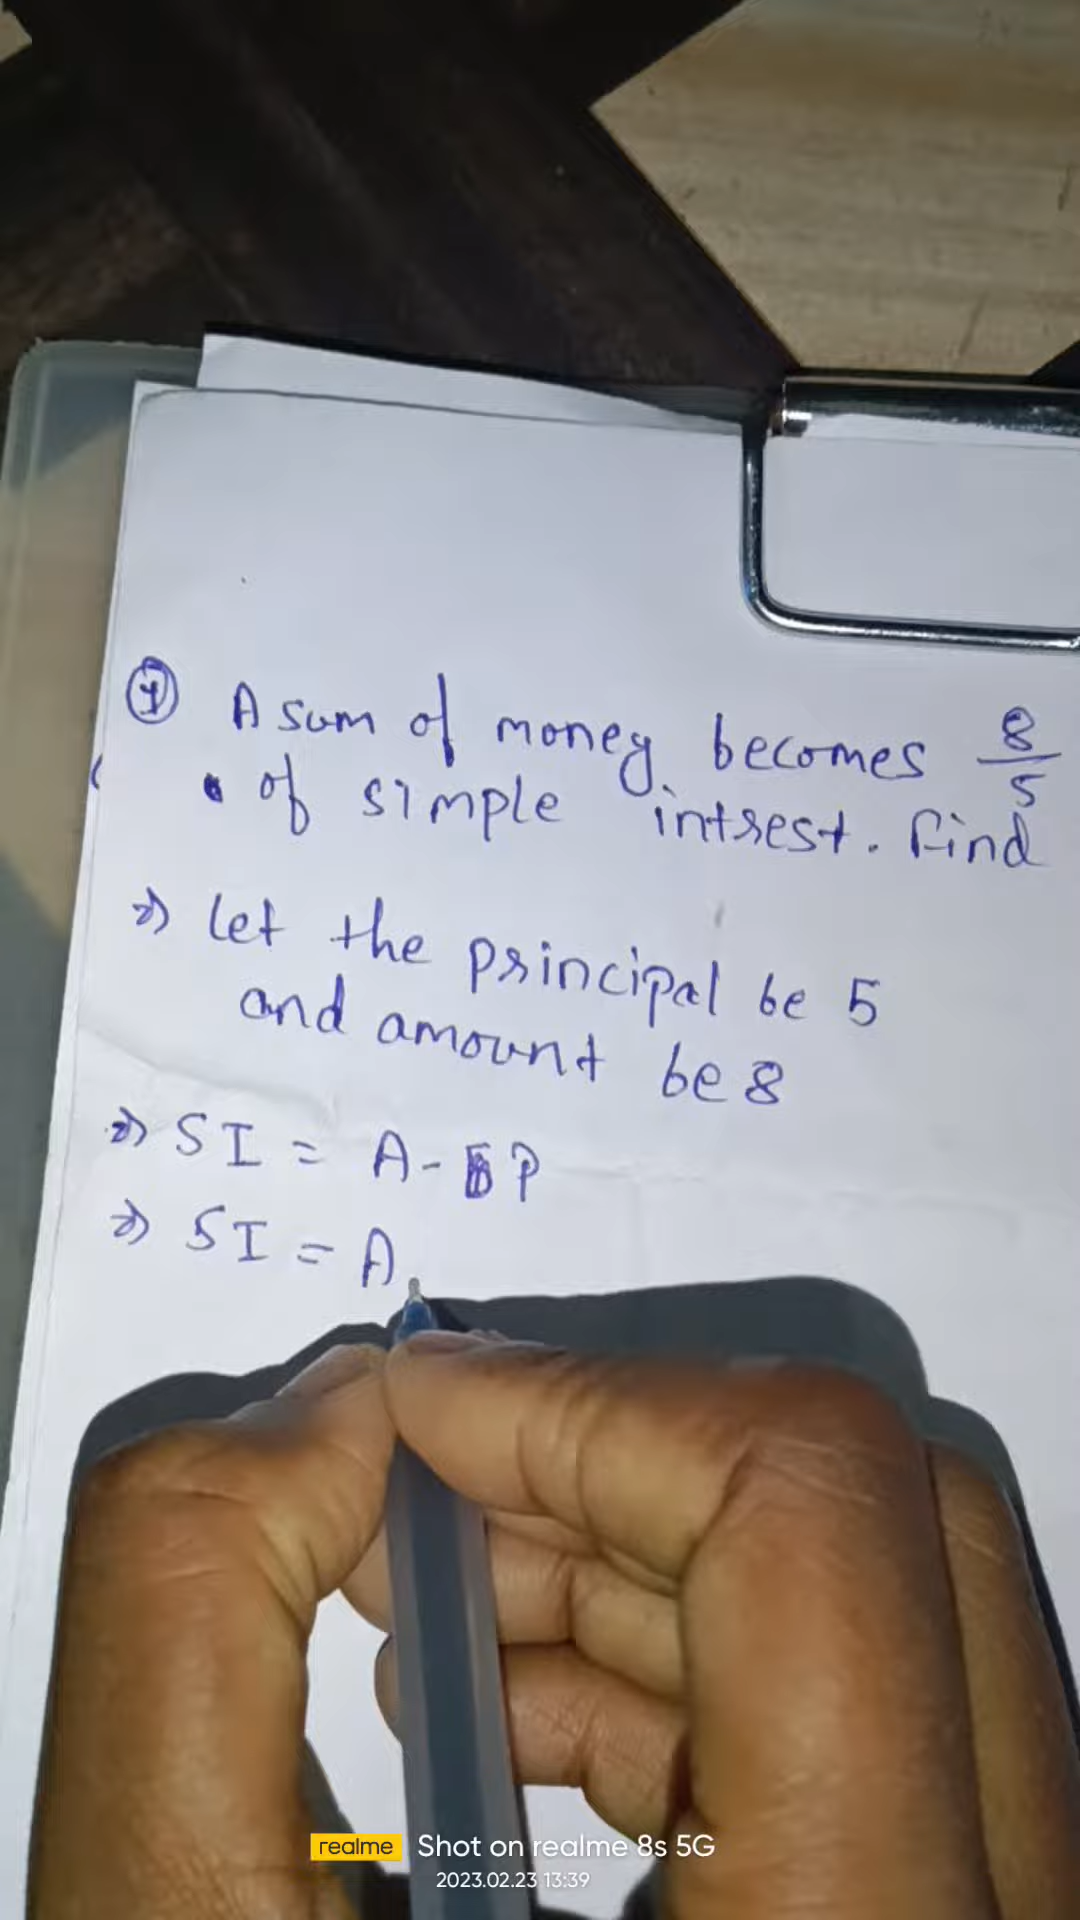 ① A sum of money becomes 8/5
of simple intrest. Find
⇒ Let the principal be 5
and amount be 8
⇒ SI = A - P
⇒ SI = A
realme Shot on realme 8s 5G
2023.02.23 13:39